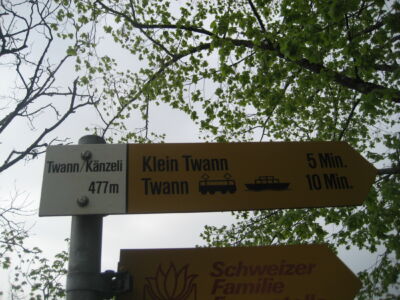 Twann/Känzeli
477m
Klein Twann 5 Min.
Twann 10 Min.
Schweizer
Familie